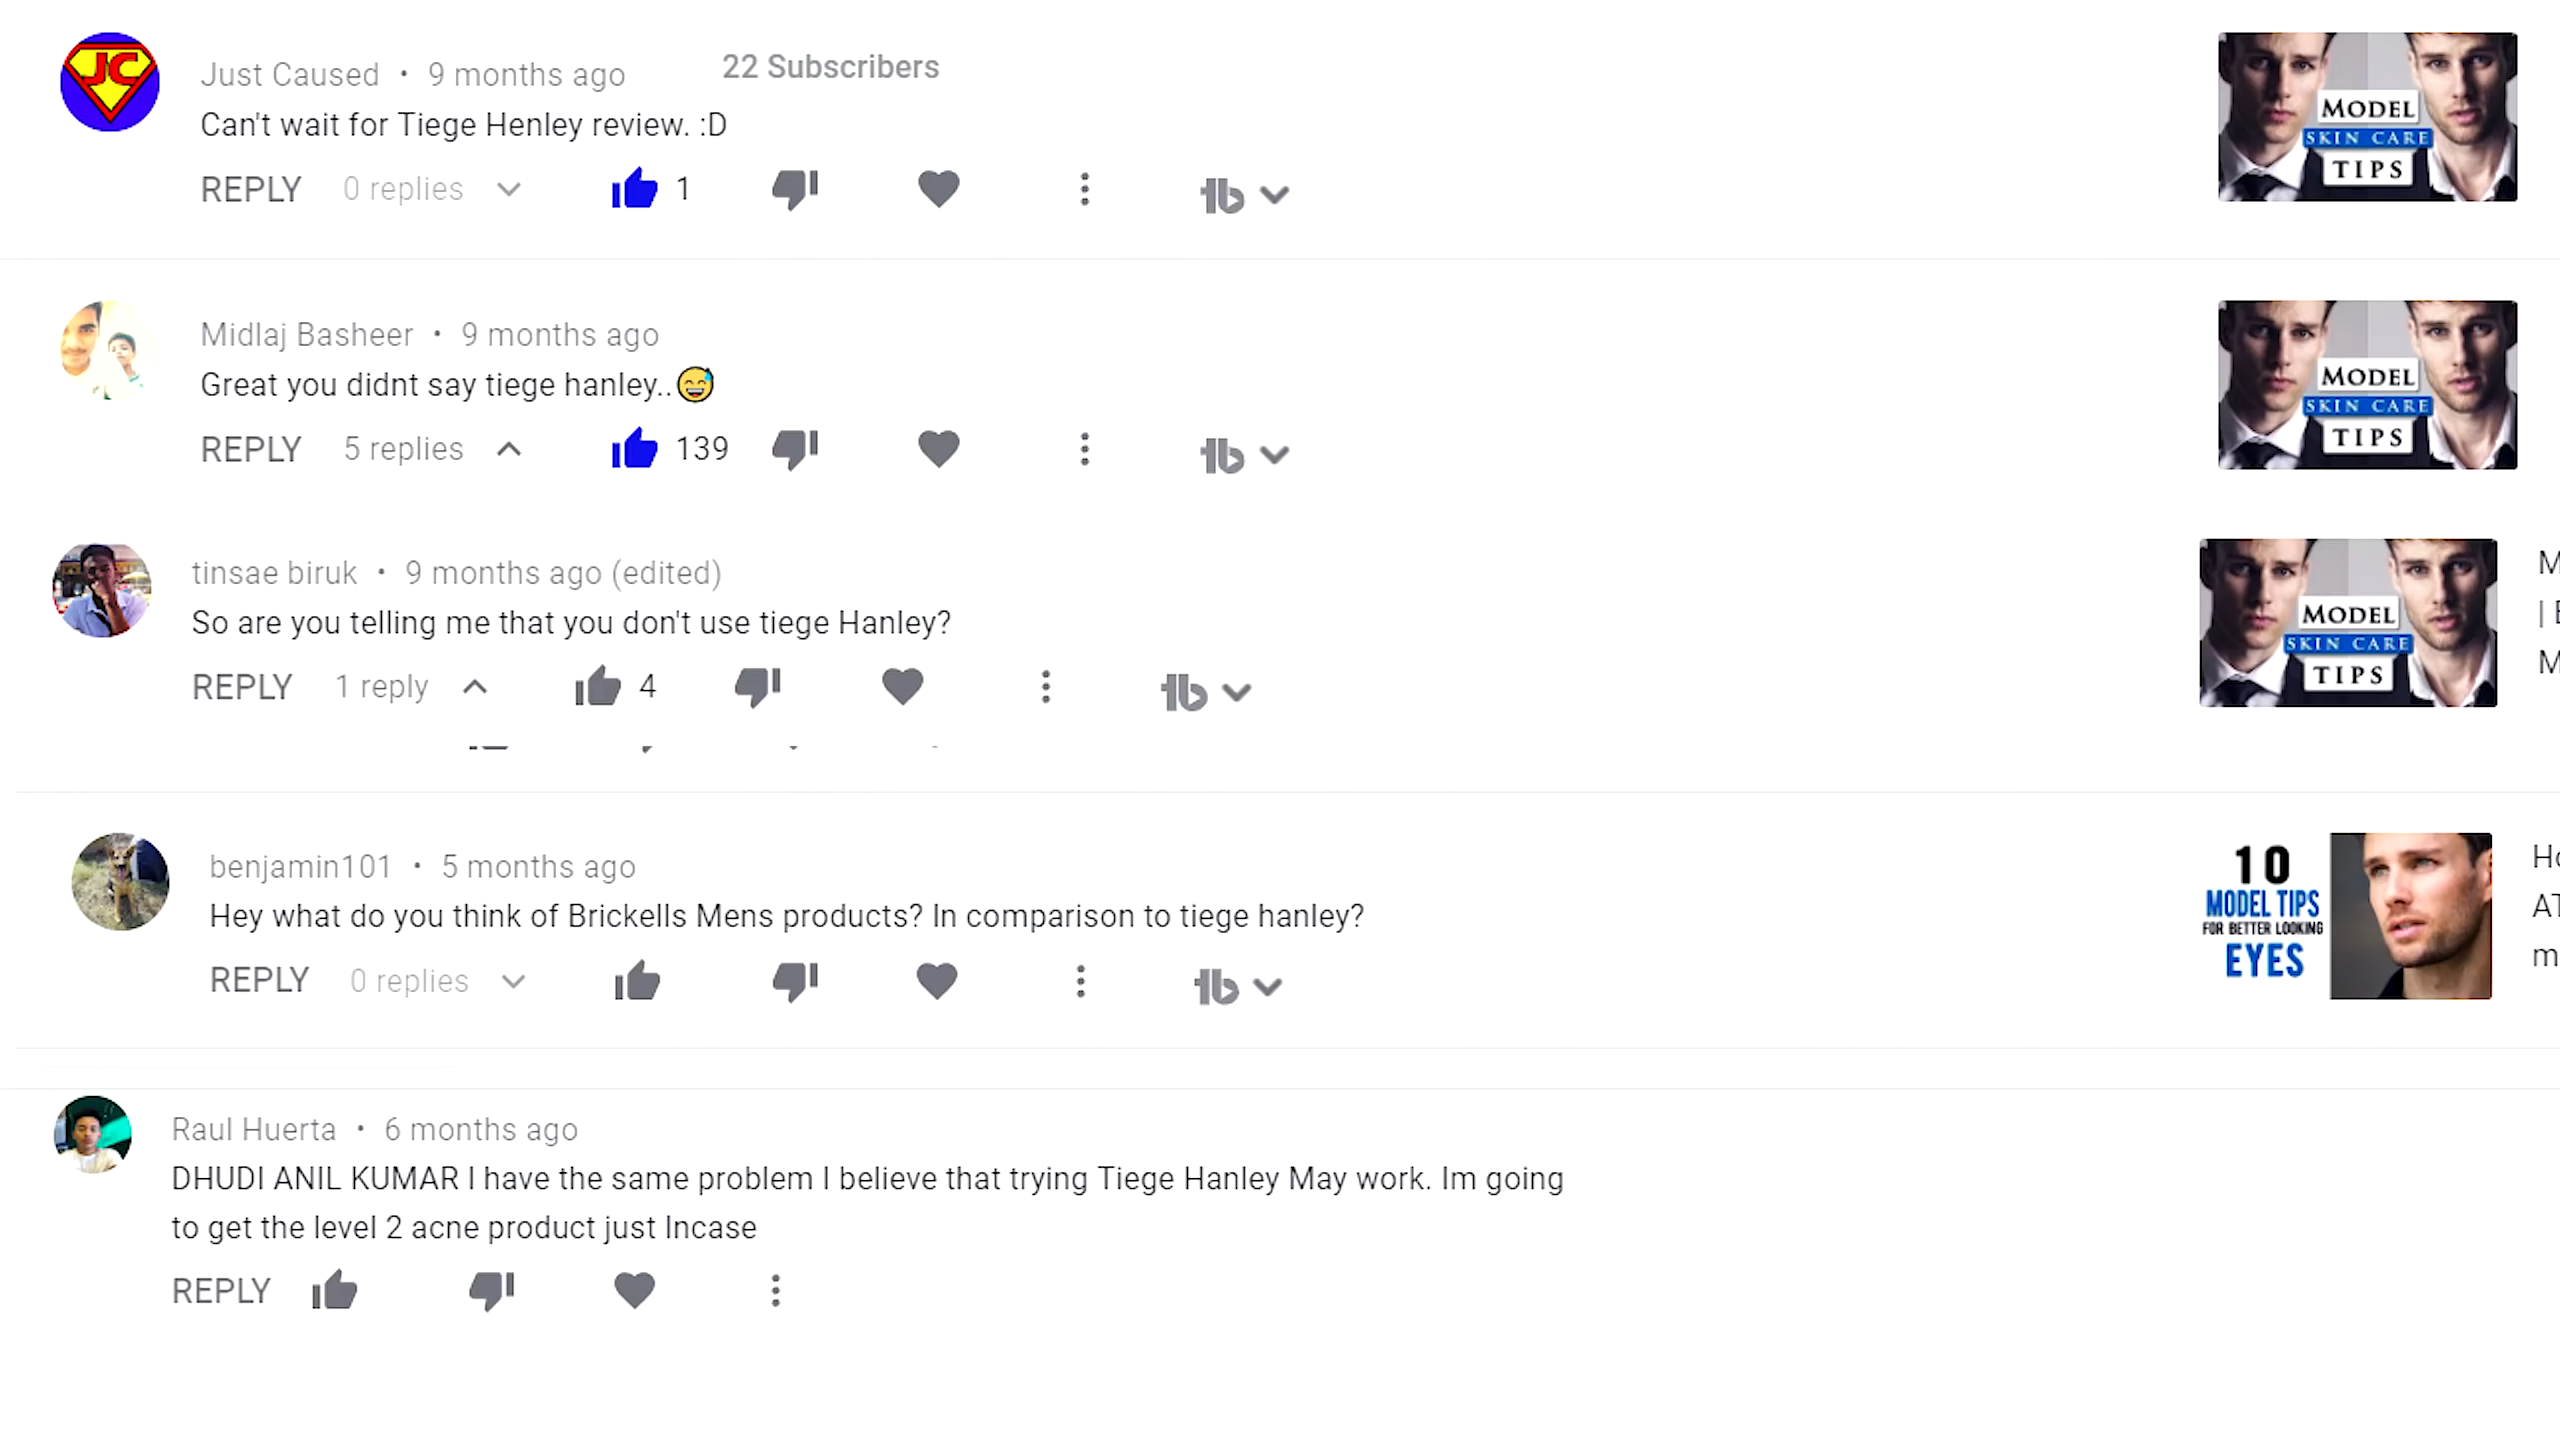 JC
Just Caused • 9 months ago 22 Subscribers
Can't wait for Tiege Henley review. :D
REPLY 0 replies 1
MODEL
SKIN CARE
TIPS
Midlaj Basheer • 9 months ago
Great you didnt say tiege hanley..😅
REPLY 5 replies 139
MODEL
SKIN CARE
TIPS
tinsae biruk • 9 months ago (edited)
So are you telling me that you don't use tiege Hanley?
REPLY 1 reply 4
MODEL
SKIN CARE
TIPS
benjamin101 • 5 months ago
Hey what do you think of Brickells Mens products? In comparison to tiege hanley?
REPLY 0 replies
10
MODEL TIPS
FOR BETTER LOOKING
EYES
Raul Huerta • 6 months ago
DHUDI ANIL KUMAR I have the same problem I believe that trying Tiege Hanley May work. Im going
to get the level 2 acne product just Incase
REPLY